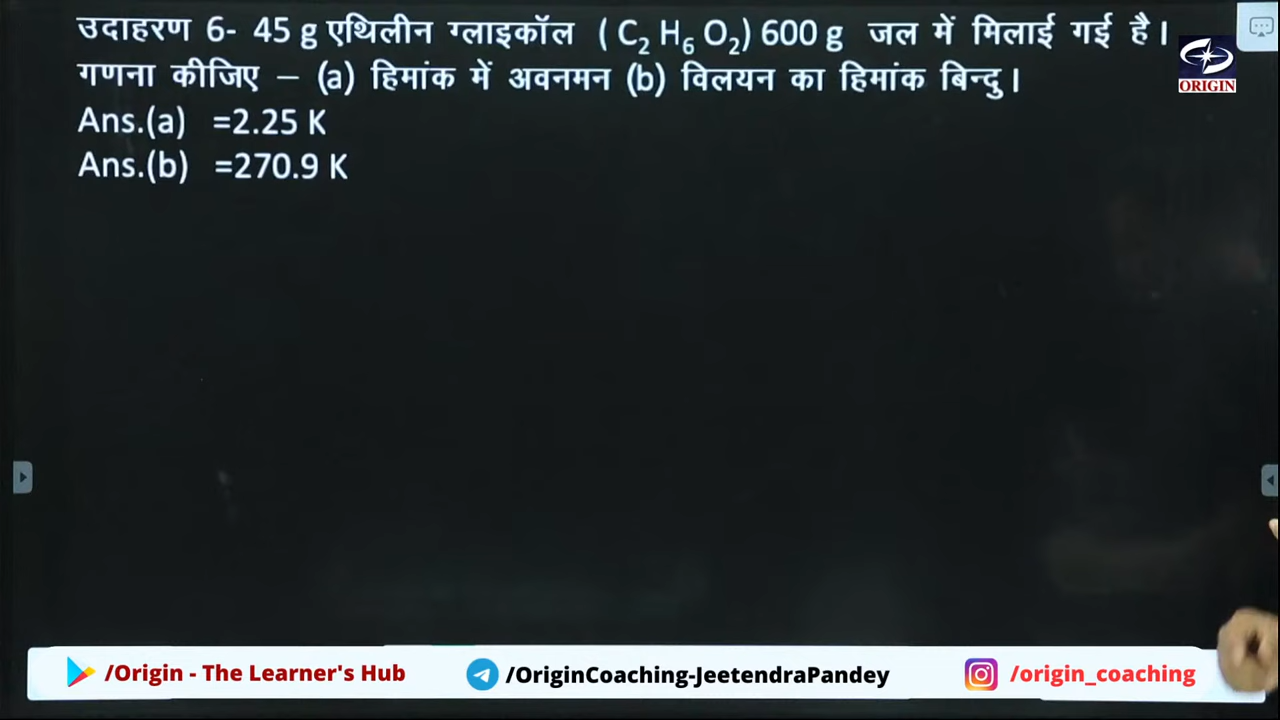 उदाहरण 6- 45 g एथिलीन ग्लाइकॉल ( C₂ H₆ O₂) 600 g जल में मिलाई गई है।
गणना कीजिए – (a) हिमांक में अवनमन (b) विलयन का हिमांक बिन्दु।
Ans.(a) =2.25 K
Ans.(b) =270.9 K
ORIGIN
/Origin - The Learner's Hub
/OriginCoaching-JeetendraPandey
/origin_coaching